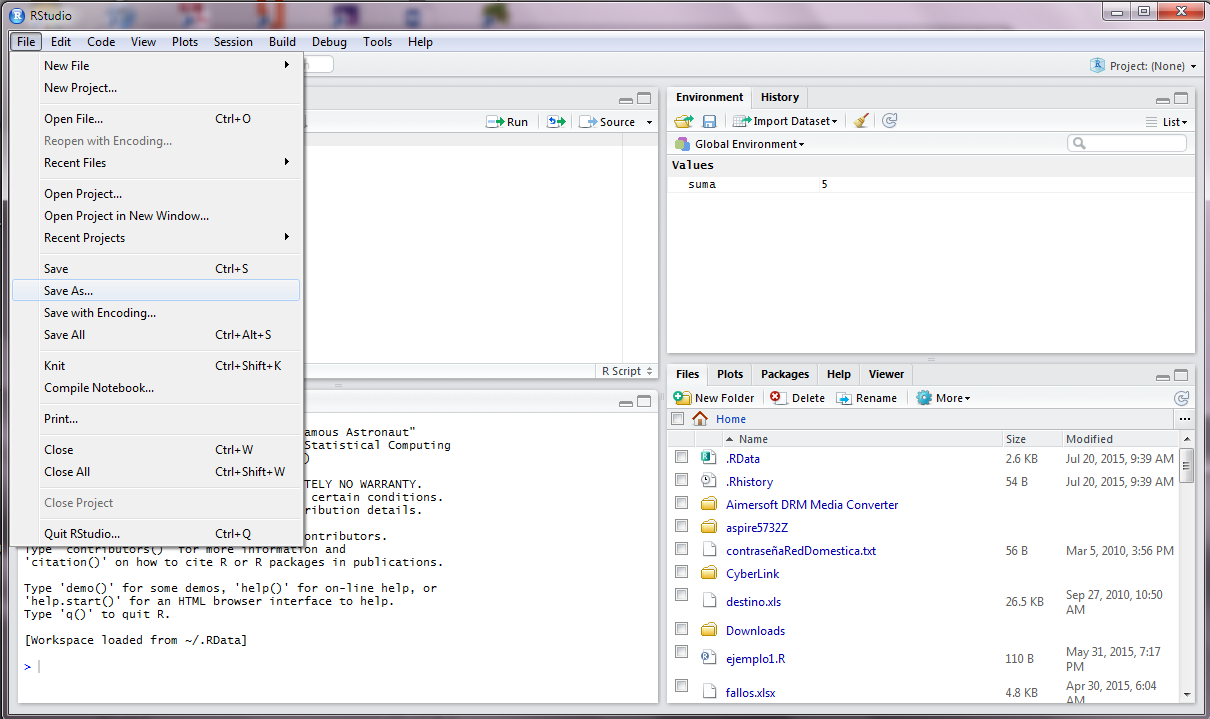 RStudio
File Edit Code View Plots Session Build Debug Tools Help
Project: (None)
New File
New Project...
Open File... Ctrl+O
Reopen with Encoding...
Recent Files
Open Project...
Open Project in New Window...
Recent Projects
Save Ctrl+S
Save As...
Save with Encoding...
Save All Ctrl+Alt+S
Knit Ctrl+Shift+K
Compile Notebook...
Print...
Close Ctrl+W
Close All Ctrl+Shift+W
Close Project
Quit RStudio... Ctrl+Q
Run Source
R Script
amous Astronaut"
Statistical Computing
)
TELY NO WARRANTY.
certain conditions.
ribution details.
ontributors.
Type 'contributors()' for more information and
'citation()' on how to cite R or R packages in publications.
Type 'demo()' for some demos, 'help()' for on-line help, or
'help.start()' for an HTML browser interface to help.
Type 'q()' to quit R.
[Workspace loaded from ~/.RData]
>
Environment History
Import Dataset List
Global Environment
Values
suma 5
Files Plots Packages Help Viewer
New Folder Delete Rename More
Home ...
Name Size Modified
.RData 2.6 KB Jul 20, 2015, 9:39 AM
.Rhistory 54 B Jul 20, 2015, 9:39 AM
Aimersoft DRM Media Converter
aspire5732Z
contraseñaRedDomestica.txt 56 B Mar 5, 2010, 3:56 PM
CyberLink
destino.xls 26.5 KB Sep 27, 2010, 10:50 AM
Downloads
ejemplo1.R 110 B May 31, 2015, 7:17 PM
fallos.xlsx 4.8 KB Apr 30, 2015, 6:04 AM